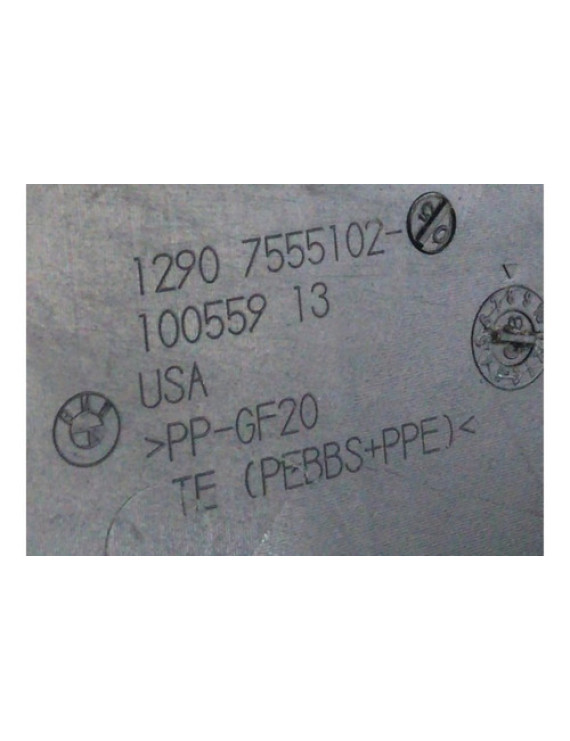 1290 7555102-
100559 13
USA
>PP-GF20
TE (PEBBS+PPE)<